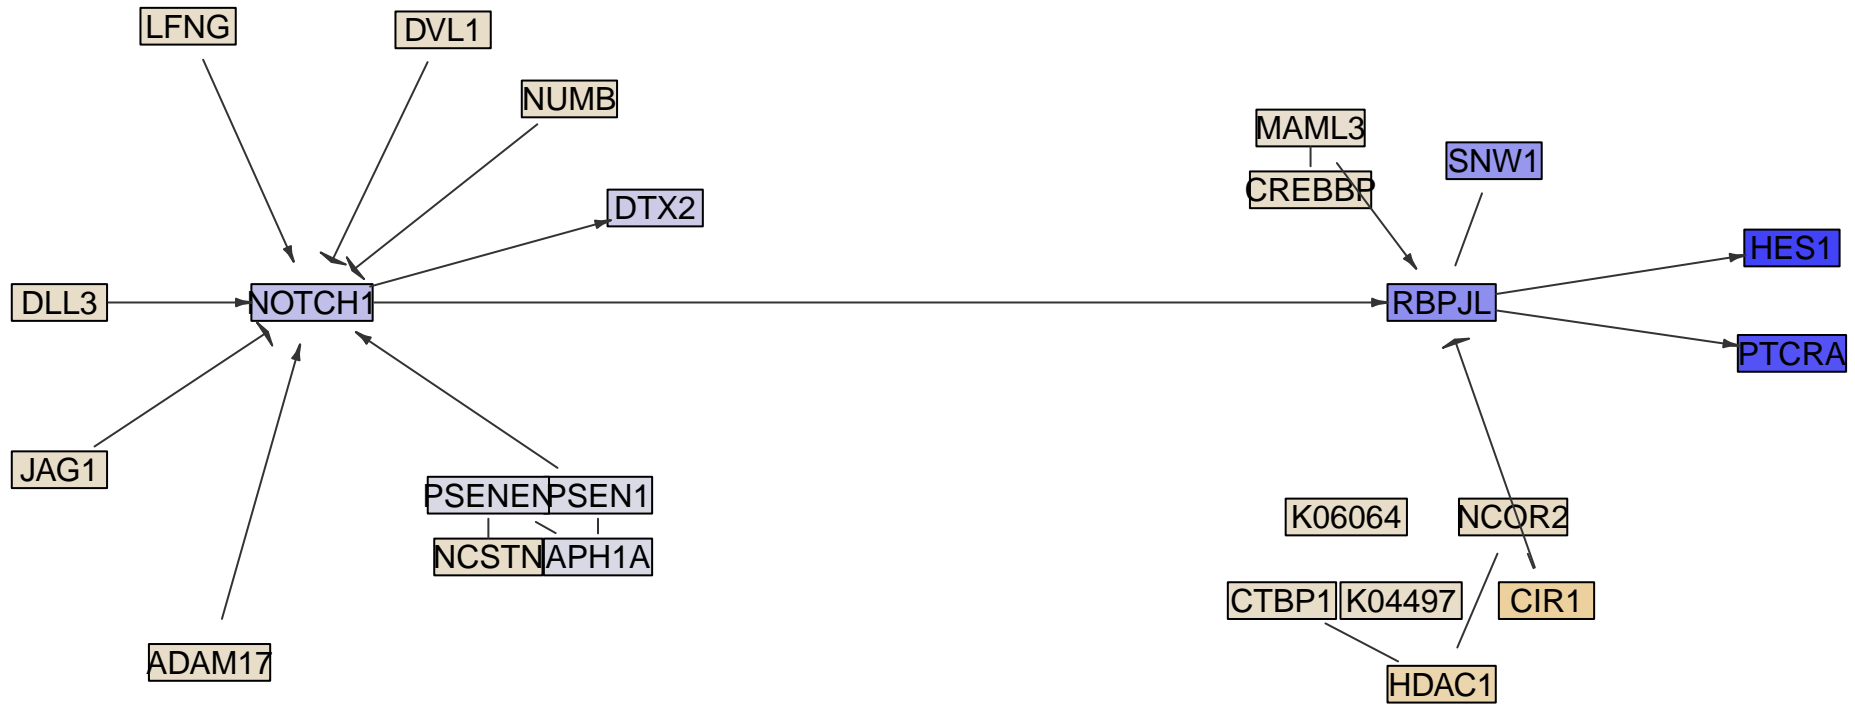 LFNG
DVL1
NUMB
MAML3
SNW1
CREBBP
DTX2
HES1
DLL3
NOTCH1
RBPJL
PTCRA
JAG1
PSENEN
PSEN1
K06064
NCOR2
NCSTN
APH1A
CTBP1
K04497
CIR1
ADAM17
HDAC1